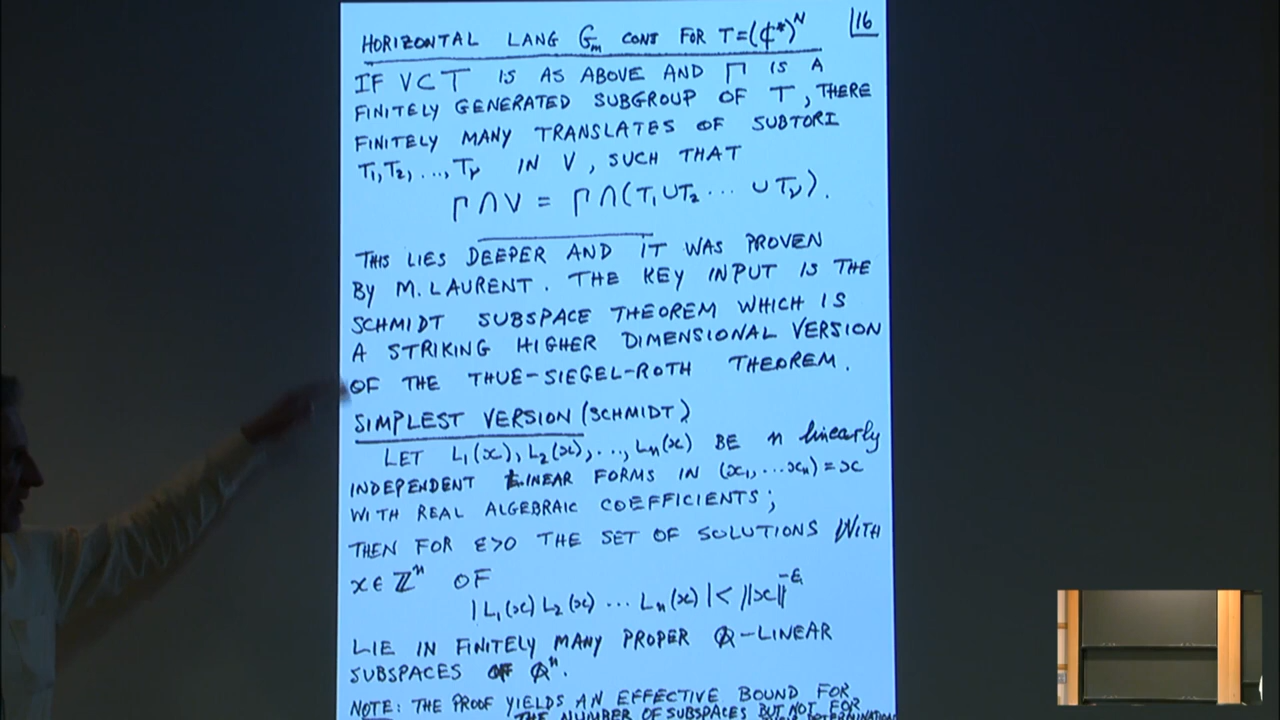 HORIZONTAL LANG Gm CONJ FOR T=(ℂ*)^N
16
IF V⊂T IS AS ABOVE AND Γ IS A
FINITELY GENERATED SUBGROUP OF T, THERE
FINITELY MANY TRANSLATES OF SUBTORI
T₁,T₂,...,Tᵥ IN V, SUCH THAT
Γ∩V = Γ∩(T₁∪T₂ ... ∪Tᵥ).
THIS LIES DEEPER AND IT WAS PROVEN
BY M. LAURENT. THE KEY INPUT IS THE
SCHMIDT SUBSPACE THEOREM WHICH IS
A STRIKING HIGHER DIMENSIONAL VERSION
OF THE THUE-SIEGEL-ROTH THEOREM.
SIMPLEST VERSION (SCHMIDT)
LET L₁(x), L₂(x), ..., Lₙ(x) BE n linearly
INDEPENDENT LINEAR FORMS IN (x₁, ...xₙ)=x
WITH REAL ALGEBRAIC COEFFICIENTS;
THEN FOR ε>0 THE SET OF SOLUTIONS WITH
x∈ℤⁿ OF
|L₁(x) L₂(x) ... Lₙ(x)| < ||x||^-ε
LIE IN FINITELY MANY PROPER ℚ-LINEAR
SUBSPACES OF ℚⁿ.
NOTE: THE PROOF YIELDS AN EFFECTIVE BOUND FOR
THE NUMBER OF SUBSPACES BUT NOT FOR